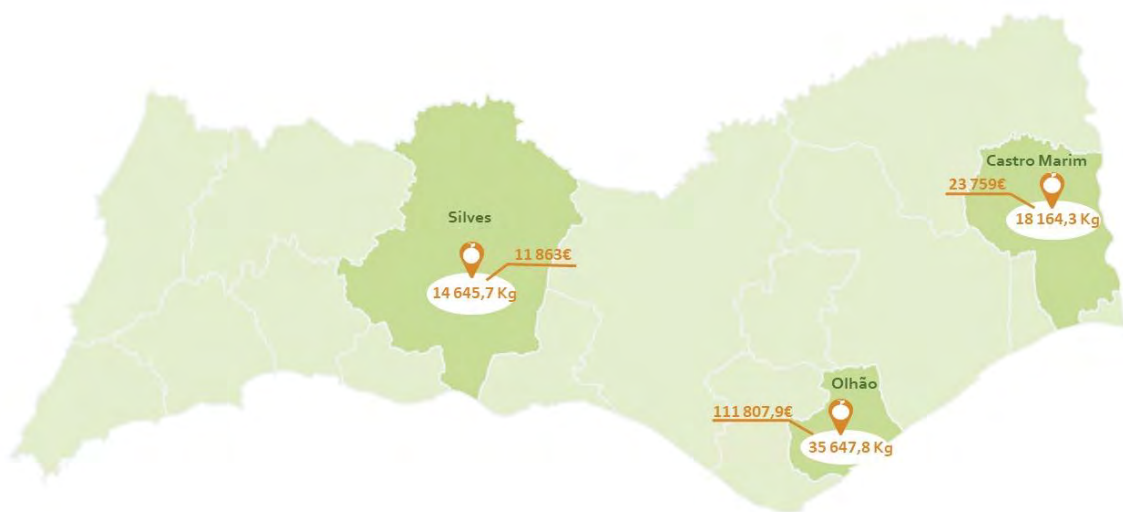 Castro Marim
23 759€
18 164,3 Kg
Silves
11 863€
14 645,7 Kg
Olhão
111 807,9€
35 647,8 Kg